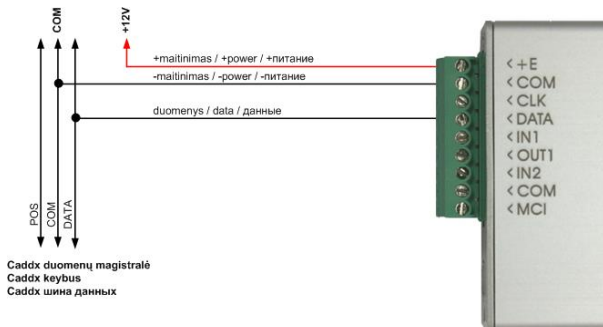 COM
+12V
+maitinimas / +power / +питание
-maitinimas / -power / -питание
duomenys / data / данные
POS
COM
DATA
Caddx duomenų magistralė
Caddx keybus
Caddx шина данных
< +E
< COM
< CLK
< DATA
< IN1
< OUT1
< IN2
< COM
< MCI